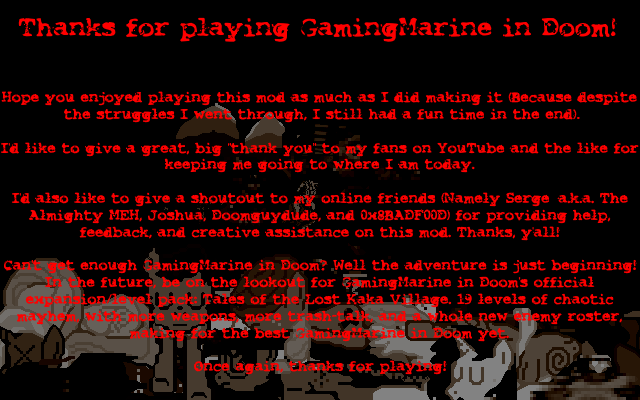 Thanks for playing GamingMarine in Doom!
Hope you enjoyed playing this mod as much as I did making it (Because despite
the struggles I went through, I still had a fun time in the end).
I'd like to give a great, big "thank you" to my fans on YouTube and the like for
keeping me going to where I am today.
I'd also like to give a shoutout to my online friends (Namely Serge a.k.a. The
Almighty MEH, Joshua, Doomguydude, and 0x8BADF00D) for providing help,
feedback, and creative assistance on this mod. Thanks, y'all!
Can't get enough GamingMarine in Doom? Well the adventure is just beginning!
In the future, be on the lookout for GamingMarine in Doom's official
expansion/level pack: Tales of the Lost Kaka Village. 19 levels of chaotic
mayhem, with more weapons, more trash-talk, and a whole new enemy roster,
making for the best GamingMarine in Doom yet.
Once again, thanks for playing!